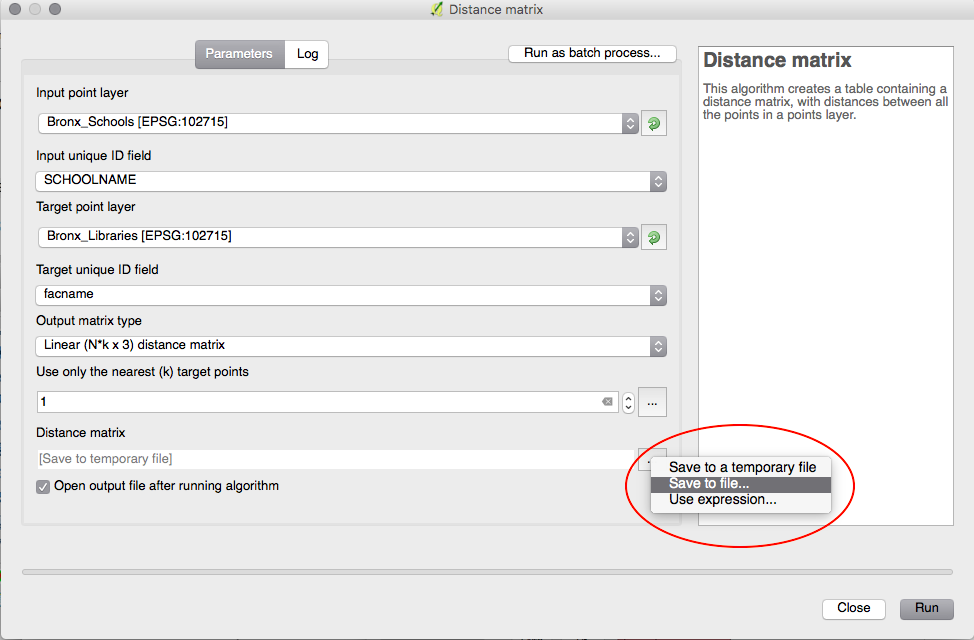 Distance matrix
Parameters
Log
Run as batch process...
Input point layer
Bronx_Schools [EPSG:102715]
Input unique ID field
SCHOOLNAME
Target point layer
Bronx_Libraries [EPSG:102715]
Target unique ID field
facname
Output matrix type
Linear (N*k x 3) distance matrix
Use only the nearest (k) target points
1
...
Distance matrix
[Save to temporary file]
Open output file after running algorithm
Save to a temporary file
Save to file...
Use expression...
Distance matrix
This algorithm creates a table containing a
distance matrix, with distances between all
the points in a points layer.
Close
Run